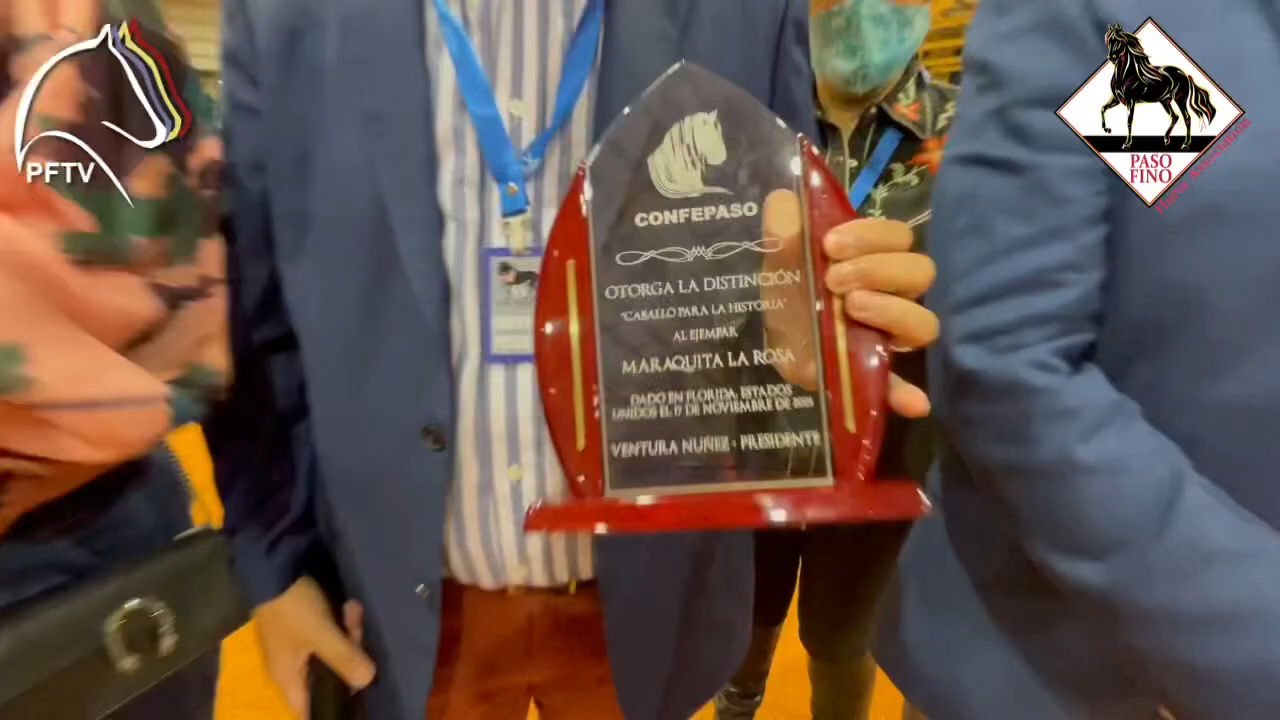 PFTV
PASO
FINO
Horse Association
CONFEPASO
OTORGA LA DISTINCIÓN
"CABALLO PARA LA HISTORIA"
AL EJEMPAR
MARAQUITA LA ROSA
DADO EN FLORIDA, ESTADOS
UNIDOS EL 17 DE NOVIEMBRE DE
VENTURA NUÑEZ - PRESIDENTE